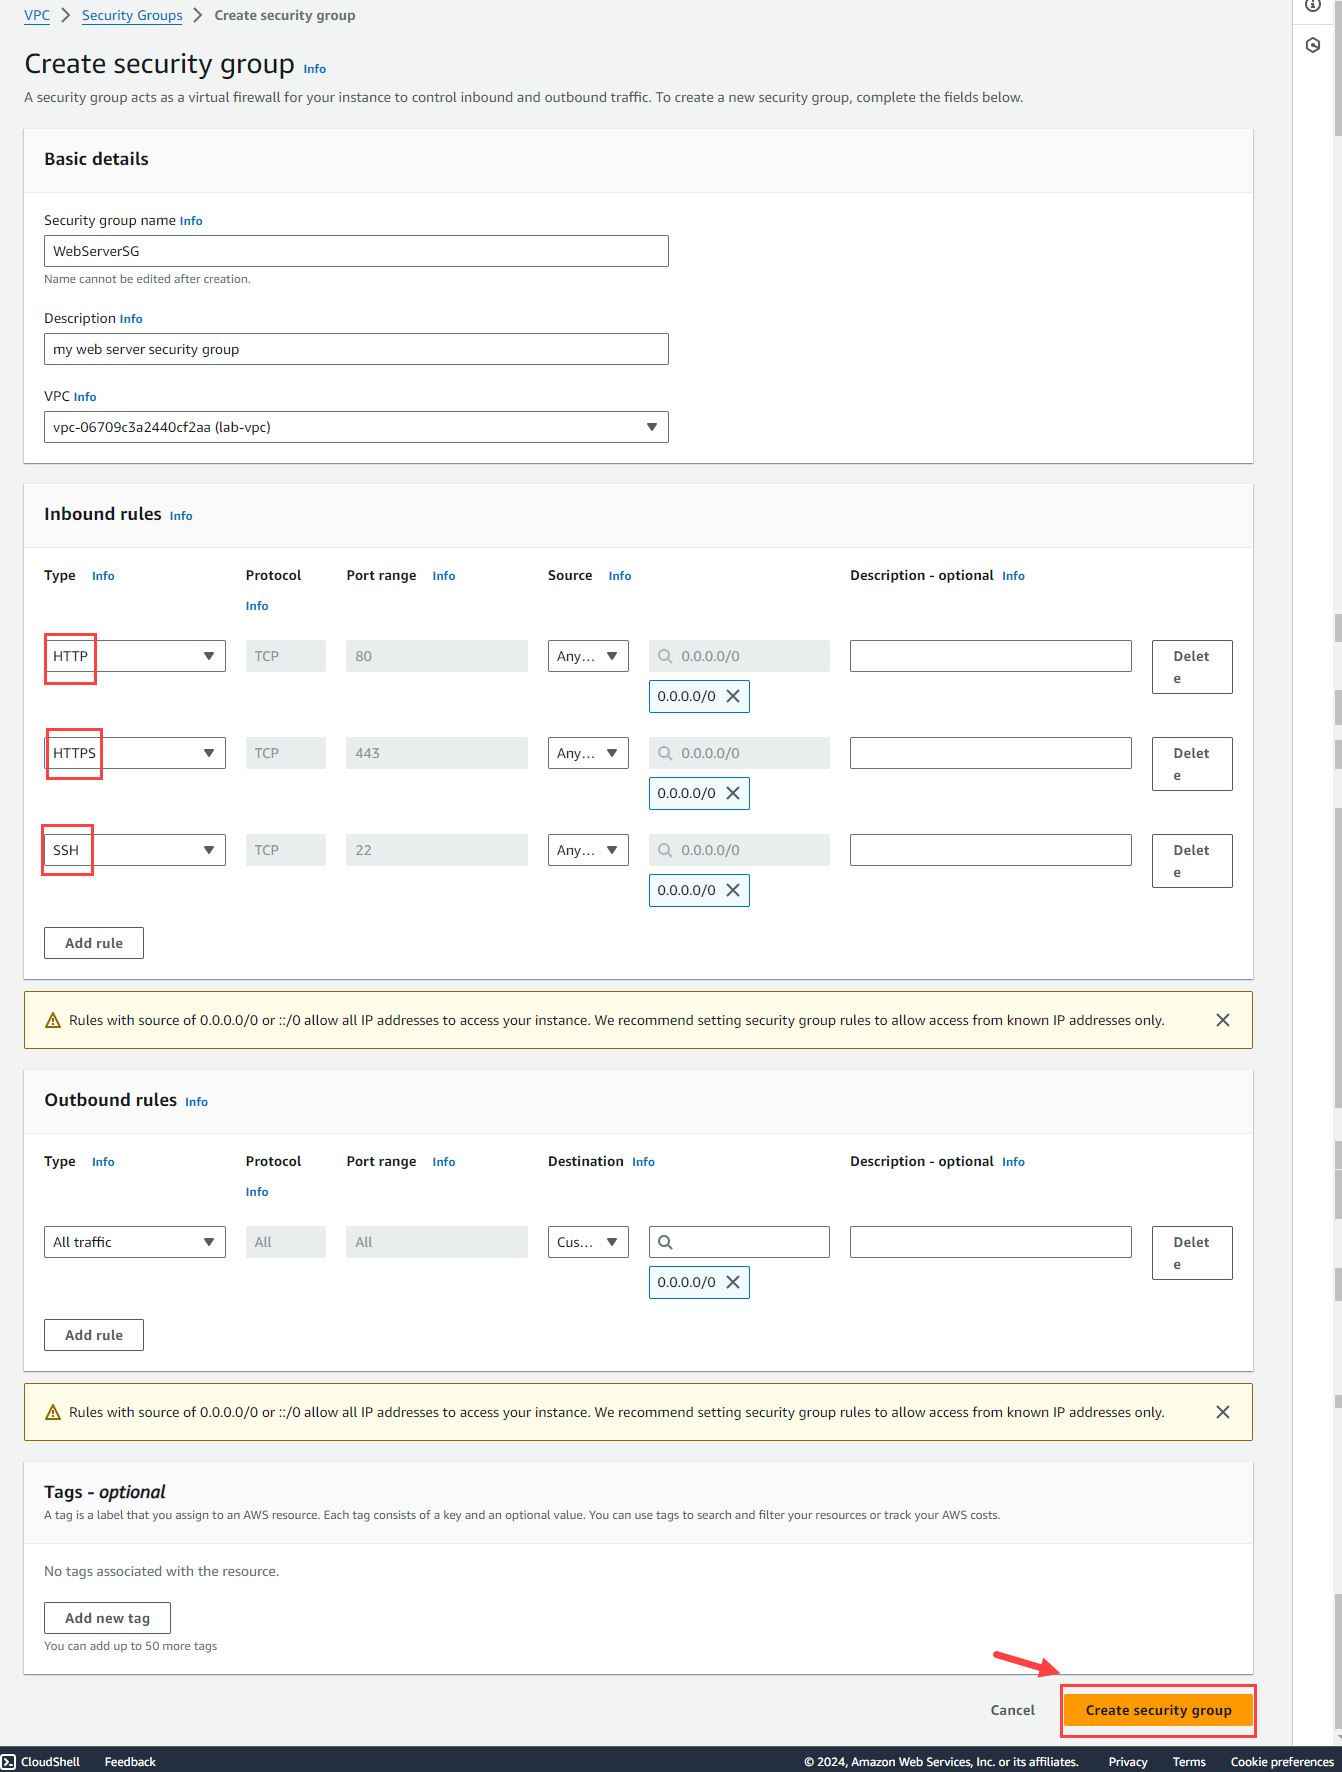 VPC > Security Groups > Create security group
Create security group Info
A security group acts as a virtual firewall for your instance to control inbound and outbound traffic. To create a new security group, complete the fields below.
Basic details
Security group name Info
WebServerSG
Name cannot be edited after creation.
Description Info
my web server security group
VPC Info
vpc-06709c3a2440cf2aa (lab-vpc)
Inbound rules Info
Type Info Protocol Port range Info Source Info Description - optional Info
Info
HTTP TCP 80 Any... 0.0.0.0/0 Delet
e
0.0.0.0/0
HTTPS TCP 443 Any... 0.0.0.0/0 Delet
e
0.0.0.0/0
SSH TCP 22 Any... 0.0.0.0/0 Delet
e
0.0.0.0/0
Add rule
Rules with source of 0.0.0.0/0 or ::/0 allow all IP addresses to access your instance. We recommend setting security group rules to allow access from known IP addresses only.
Outbound rules Info
Type Info Protocol Port range Info Destination Info Description - optional Info
Info
All traffic All All Cus... Delet
e
0.0.0.0/0
Add rule
Rules with source of 0.0.0.0/0 or ::/0 allow all IP addresses to access your instance. We recommend setting security group rules to allow access from known IP addresses only.
Tags - optional
A tag is a label that you assign to an AWS resource. Each tag consists of a key and an optional value. You can use tags to search and filter your resources or track your AWS costs.
No tags associated with the resource.
Add new tag
You can add up to 50 more tags
Cancel Create security group
CloudShell Feedback © 2024, Amazon Web Services, Inc. or its affiliates. Privacy Terms Cookie preferences